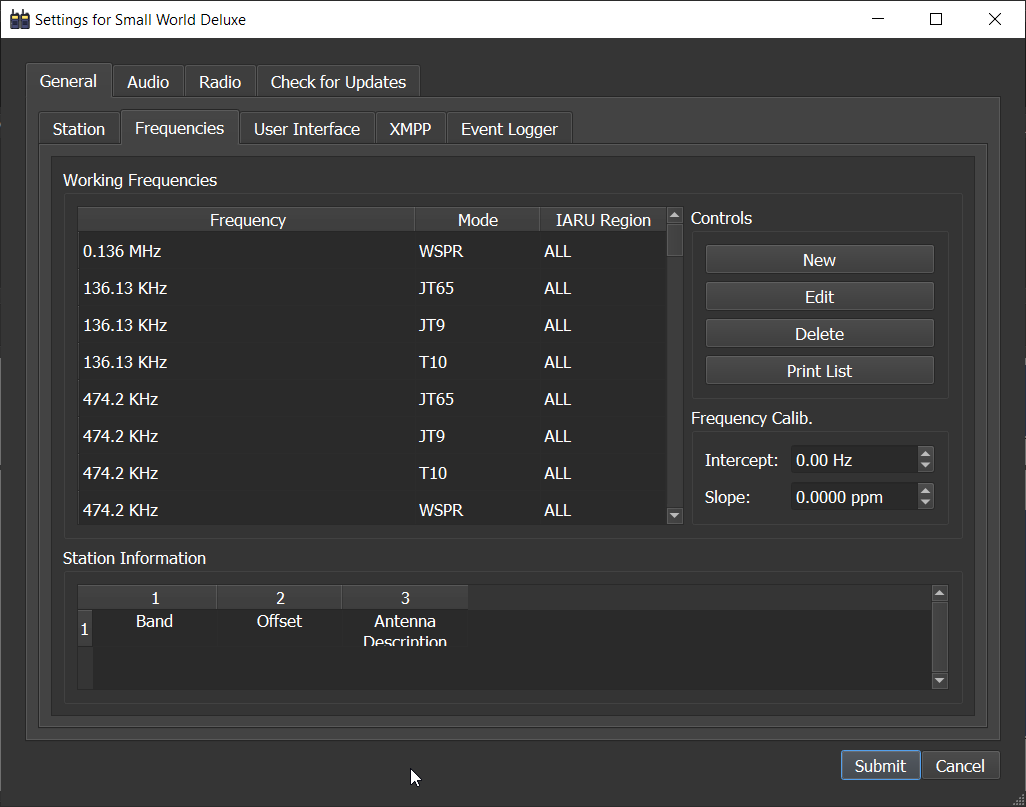 Settings for Small World Deluxe
General Audio Radio Check for Updates
Station Frequencies User Interface XMPP Event Logger
Working Frequencies
Frequency Mode IARU Region
0.136 MHz WSPR ALL
136.13 KHz JT65 ALL
136.13 KHz JT9 ALL
136.13 KHz T10 ALL
474.2 KHz JT65 ALL
474.2 KHz JT9 ALL
474.2 KHz T10 ALL
474.2 KHz WSPR ALL
Controls
New
Edit
Delete
Print List
Frequency Calib.
Intercept: 0.00 Hz
Slope: 0.0000 ppm
Station Information
1 2 3
1 Band Offset Antenna
Description
Submit Cancel